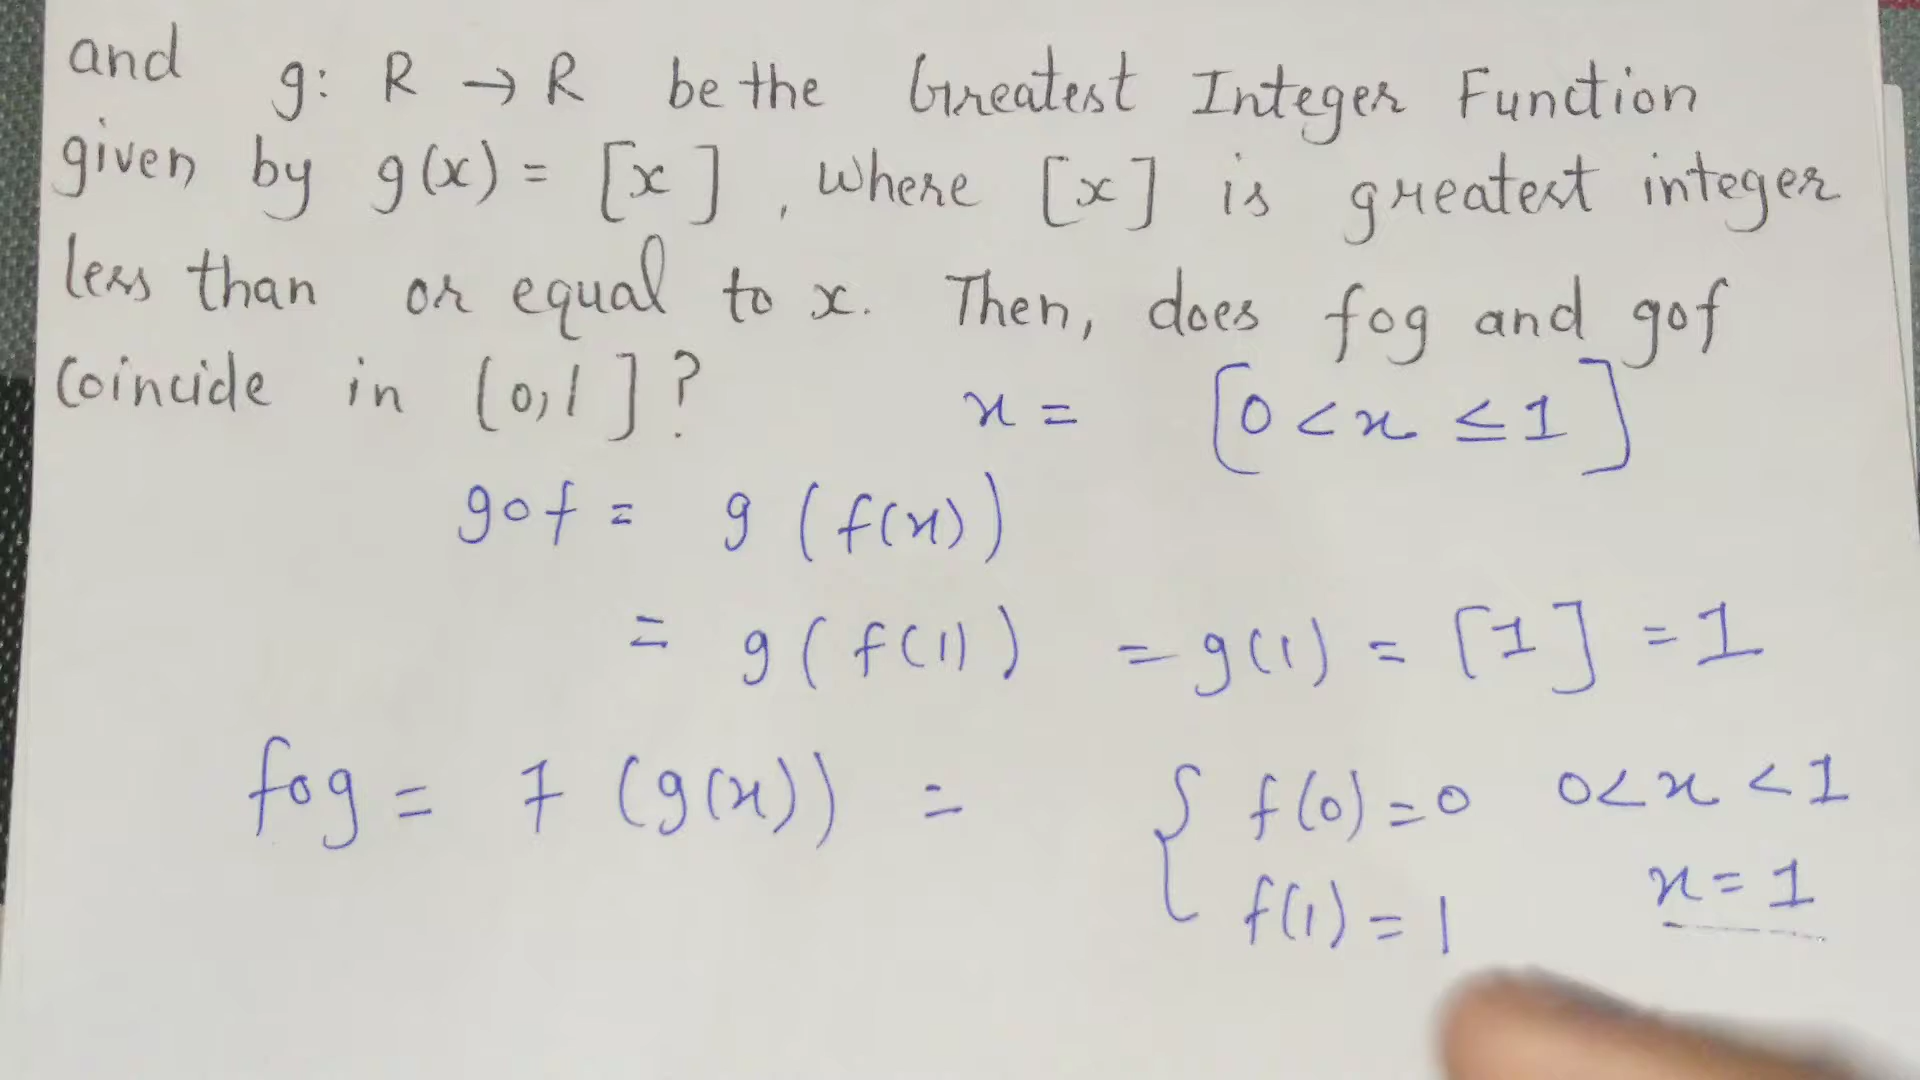 and g: R → R be the Greatest Integer Function
given by g(x) = [x], where [x] is greatest integer
less than or equal to x. Then, does fog and gof
coincide in (0,1]?
x = [0 < x ≤ 1]
gof = g (f(x))
= g(f(1)) = g(1) = [1] = 1
fog = f (g(x)) = { f(0) = 0 0<x<1
f(1) = 1 x = 1